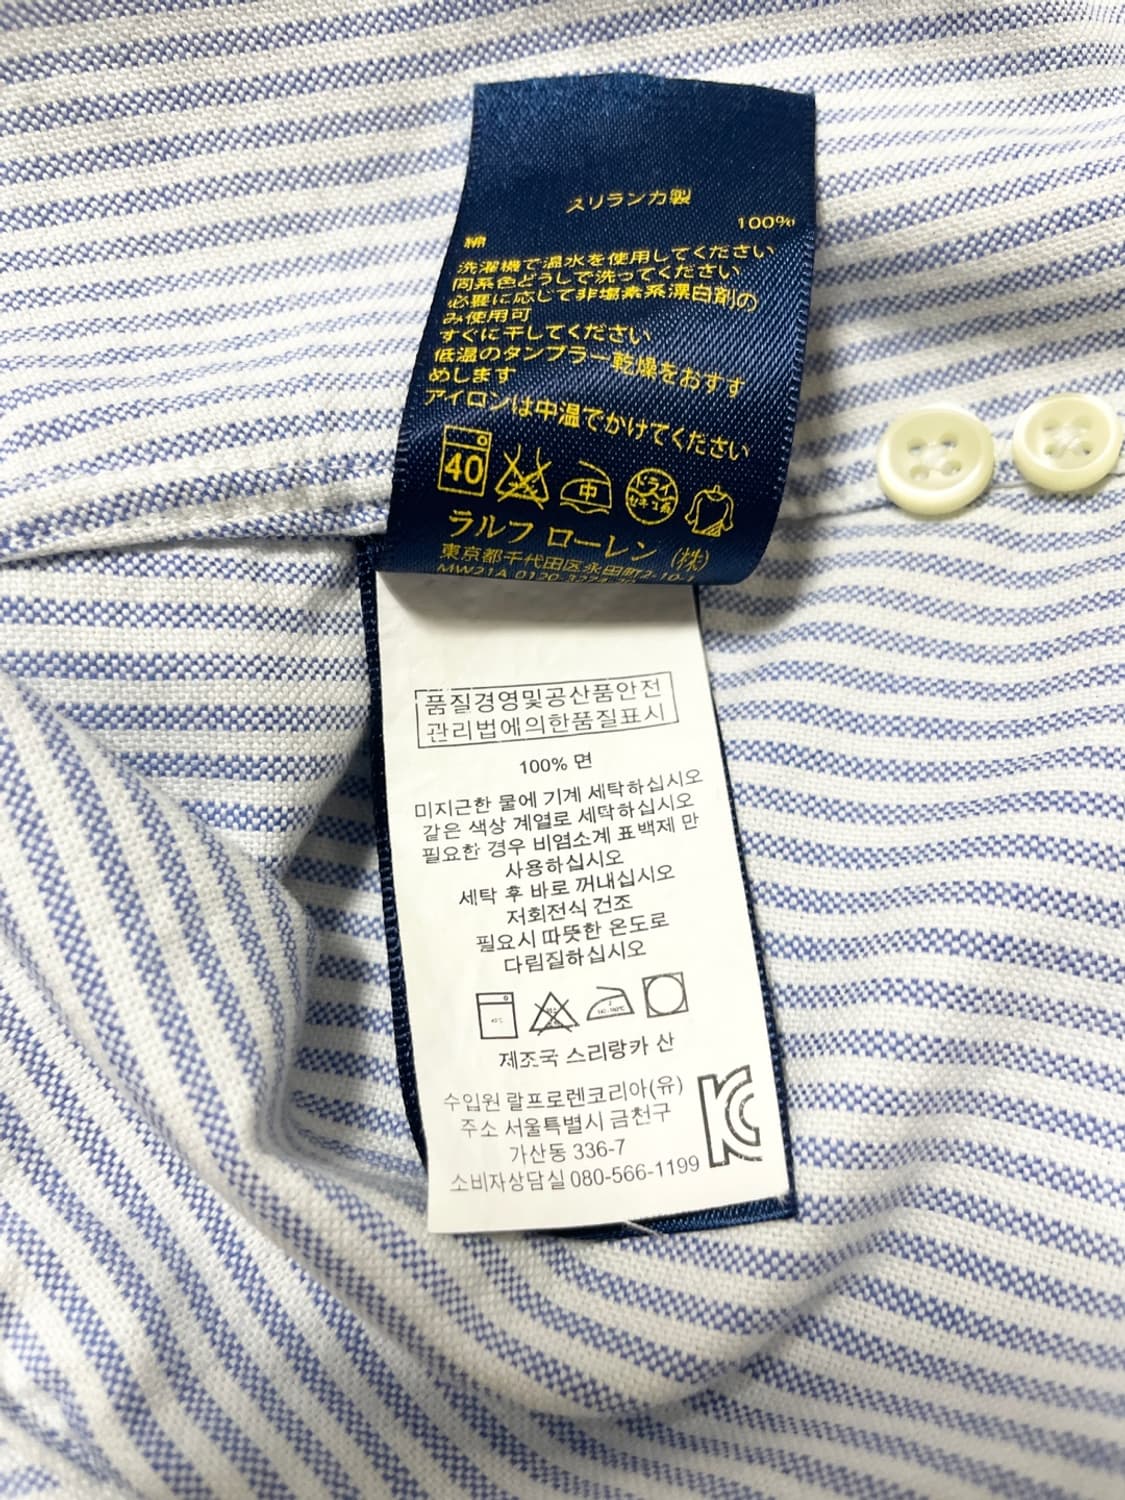 スリランカ製
綿 100%
洗濯機で温水を使用してください
同系色どうしで洗ってください
必要に応じて非塩素系漂白剤の
み使用可
すぐに干してください
低温のタンブラー乾燥をおすす
めします
アイロンは中温でかけてください
40 中 ドライ
ラルフ ローレン (株)
東京都千代田区永田町2-10-1
MW21A 0120-3274-20
품질경영및공산품안전
관리법에의한품질표시
100% 면
미지근한 물에 기계 세탁하십시오
같은 색상 계열로 세탁하십시오
필요한 경우 비염소계 표백제 만
사용하십시오
세탁 후 바로 꺼내십시오
저회전식 건조
필요시 따뜻한 온도로
다림질하십시오
제조국 스리랑카 산
수입원 랄프로렌코리아(유)
주소 서울특별시 금천구
가산동 336-7
소비자상담실 080-566-1199